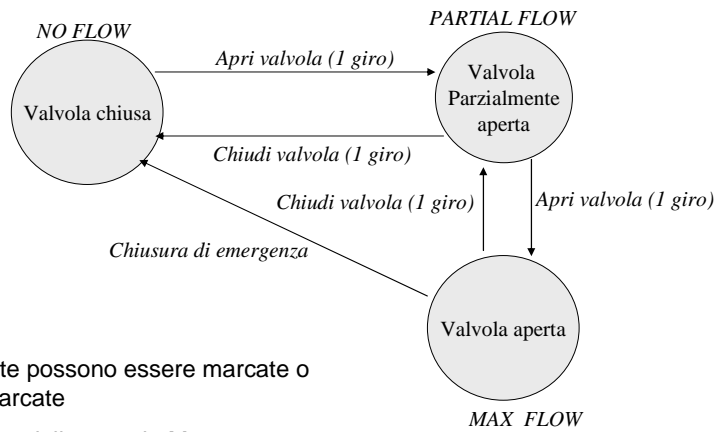 NO FLOW
PARTIAL FLOW
Apri valvola (1 giro)
Valvola
Parzialmente
aperta
Valvola chiusa
Chiudi valvola (1 giro)
Chiudi valvola (1 giro)
Apri valvola (1 giro)
Chiusura di emergenza
Valvola aperta
te possono essere marcate o
arcate
MAX FLOW